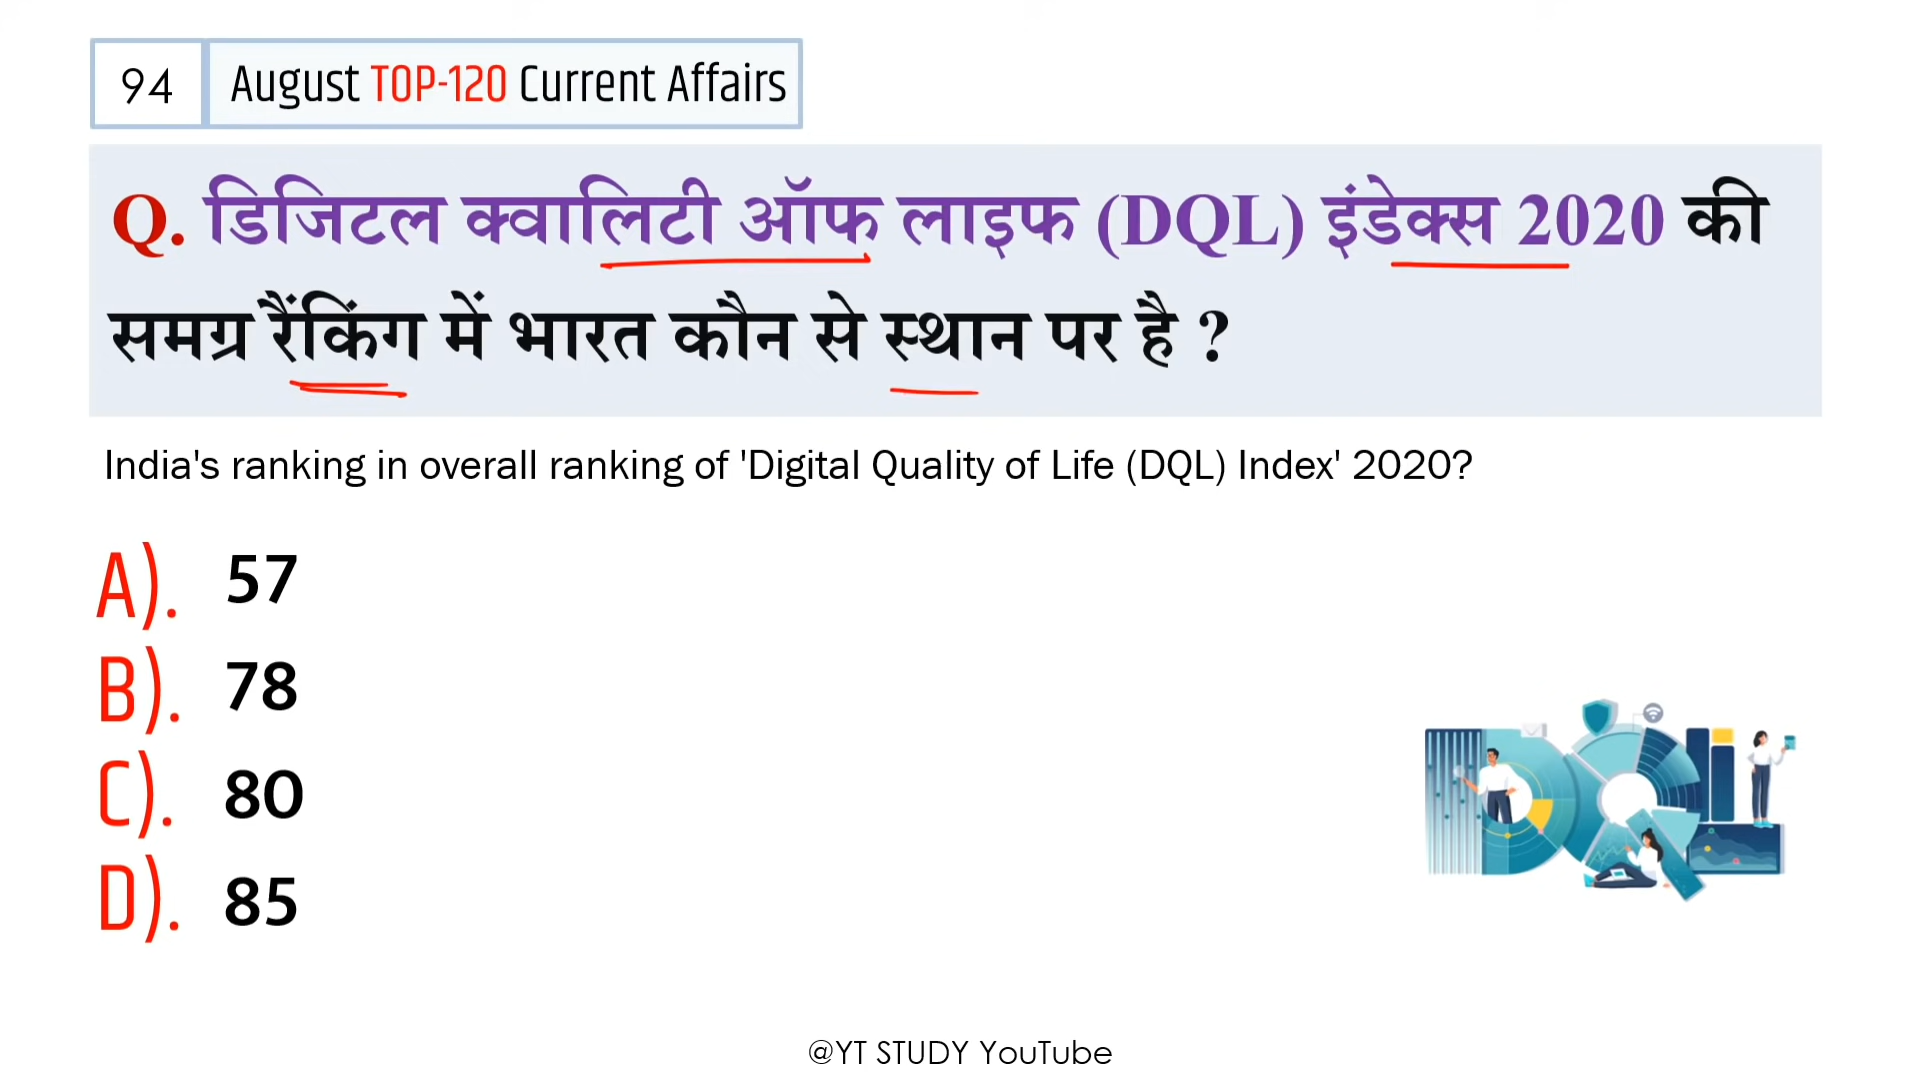 94
August TOP-120 Current Affairs
Q. डिजिटल क्वालिटी ऑफ लाइफ (DQL) इंडेक्स 2020 की
समग्र रैंकिंग में भारत कौन से स्थान पर है ?
India's ranking in overall ranking of 'Digital Quality of Life (DQL) Index' 2020?
A). 57
B). 78
C). 80
D). 85
@YT STUDY YouTube